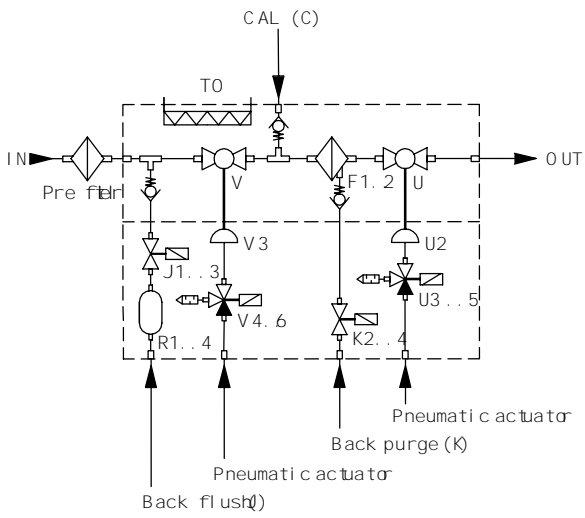 CAL (C)
T0
IN
OUT
Pre filter
V
F1..2
U
V3
U2
J1..3
U3..5
V4..6
K2..4
R1..4
Pneumatic actuator
Back purge (K)
Pneumatic actuator
Back flush(J)